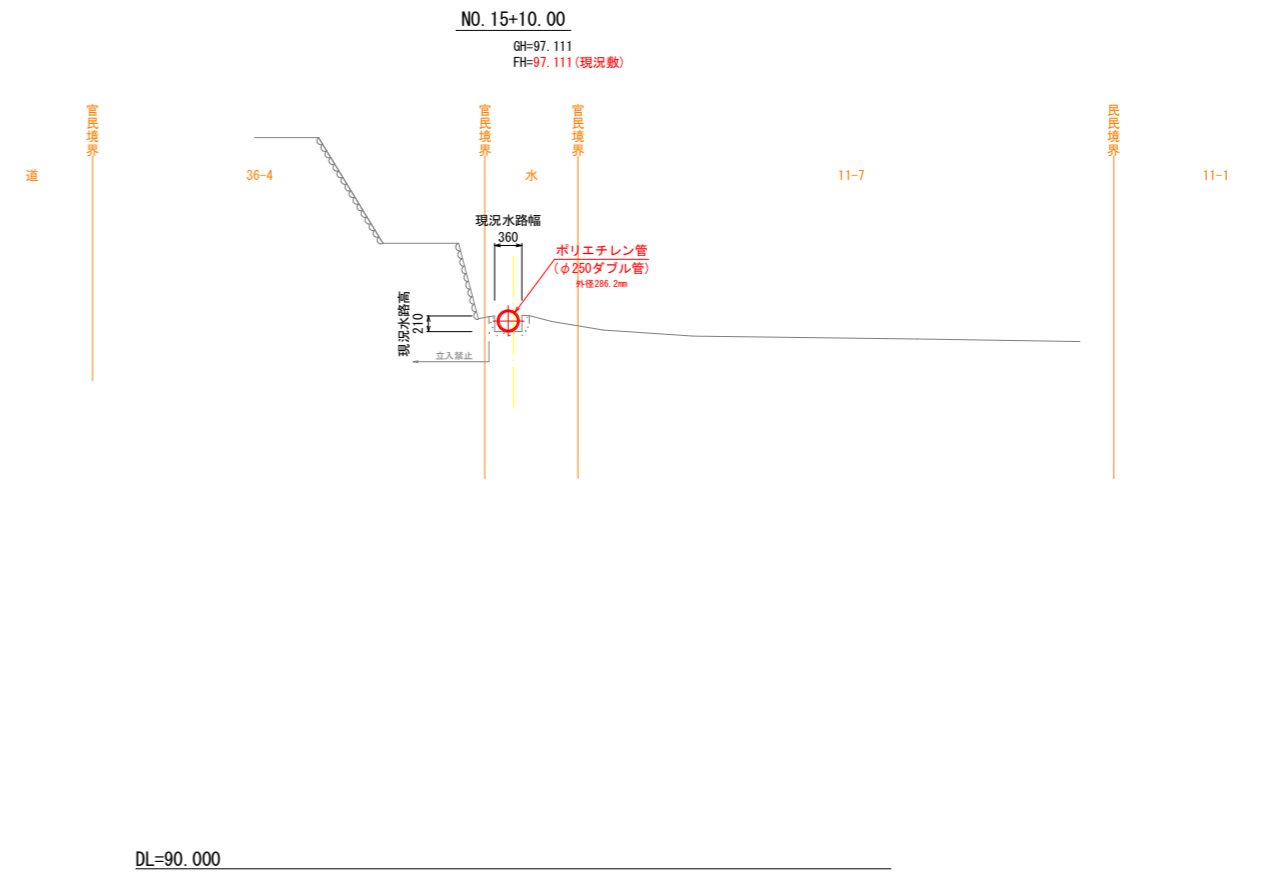 NO.15+10.00
GH=97.111
FH=97.111(現況敷)
官民境界
官民境界
官民境界
民民境界
道
36-4
水
11-7
11-1
現況水路幅
360
ポリエチレン管
(φ250ダブル管)
外径286.2mm
現況水路高
210
立入禁止
DL=90.000